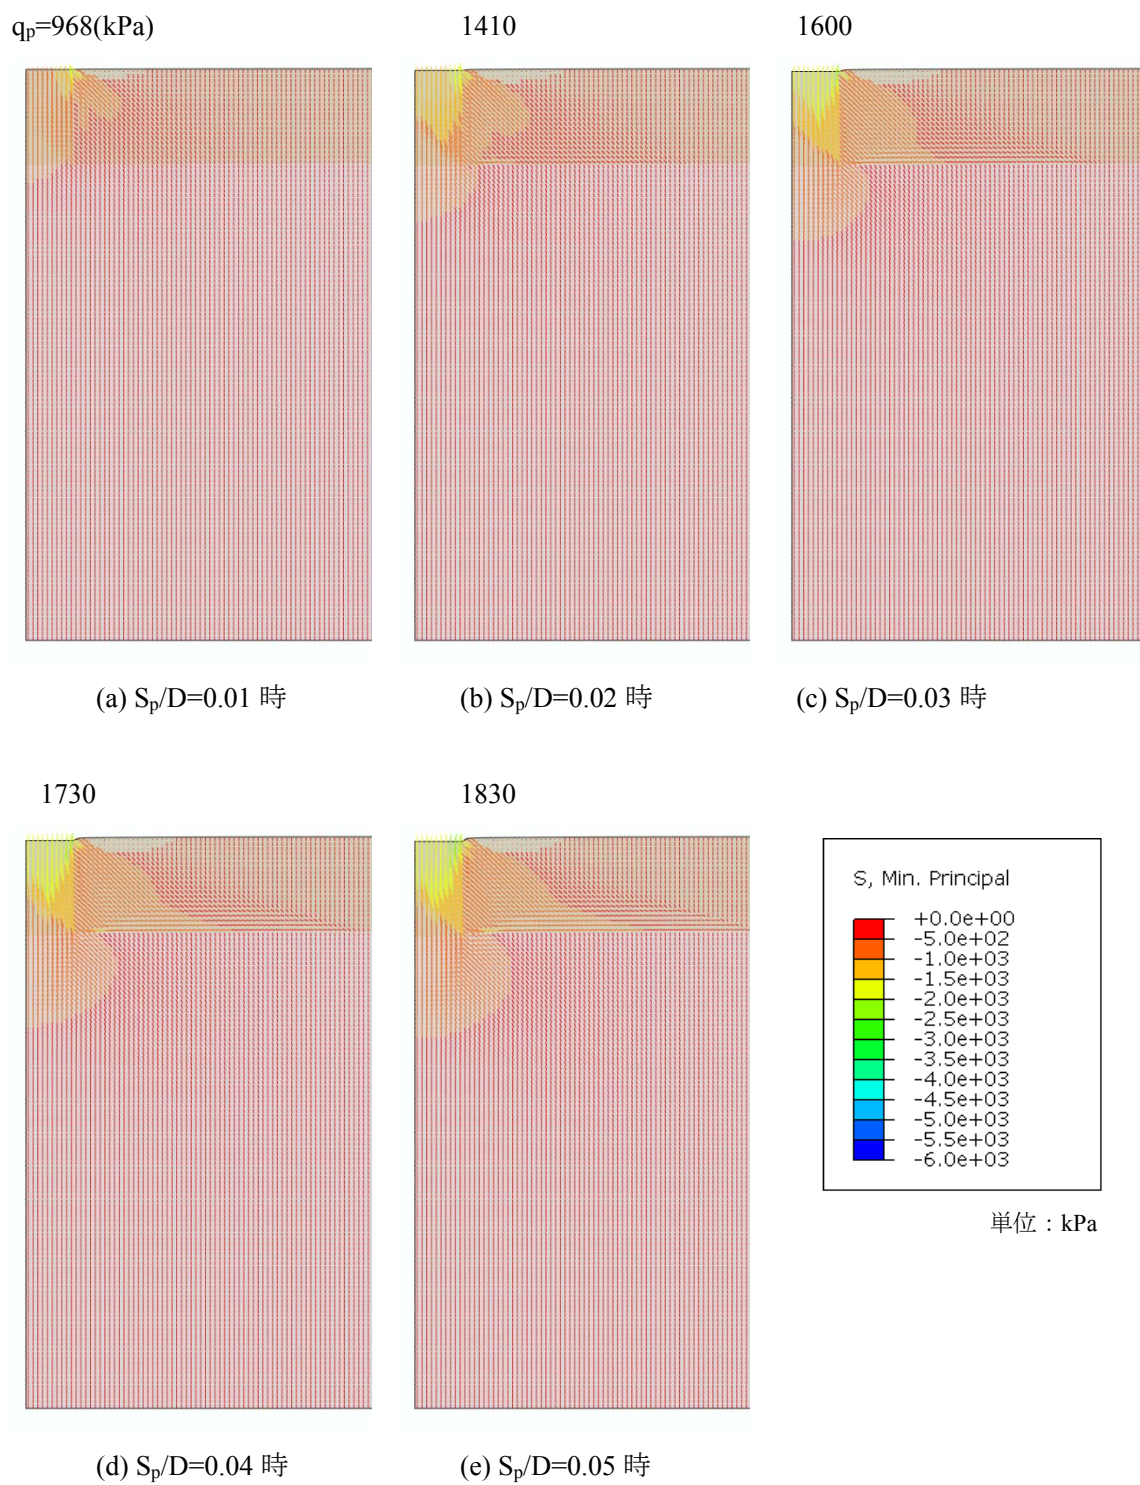 qp=968(kPa)
1410
1600
(a) Sp/D=0.01 時
(b) Sp/D=0.02 時
(c) Sp/D=0.03 時
1730
1830
S, Min. Principal
+0.0e+00
-5.0e+02
-1.0e+03
-1.5e+03
-2.0e+03
-2.5e+03
-3.0e+03
-3.5e+03
-4.0e+03
-4.5e+03
-5.0e+03
-5.5e+03
-6.0e+03
単位：kPa
(d) Sp/D=0.04 時
(e) Sp/D=0.05 時